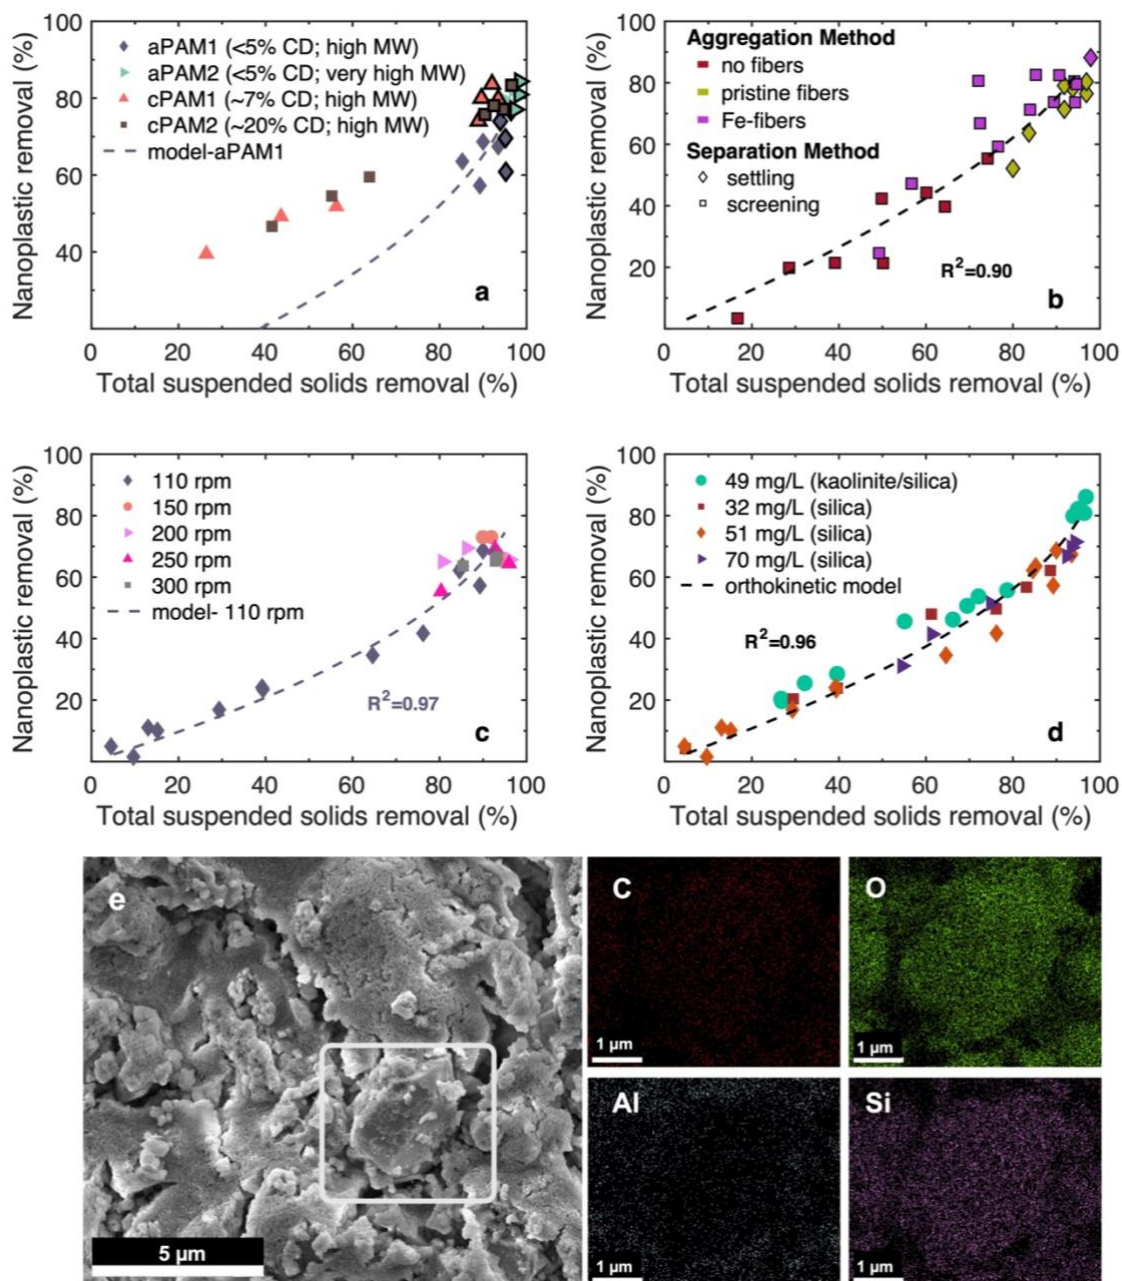 100
80
60
40
Nanoplastic removal (%)
aPAM1 (<5% CD; high MW)
aPAM2 (<5% CD; very high MW)
cPAM1 (~7% CD; high MW)
cPAM2 (~20% CD; high MW)
model-aPAM1
a
0 20 40 60 80 100
Total suspended solids removal (%)
100
80
60
40
20
Nanoplastic removal (%)
Aggregation Method
no fibers
pristine fibers
Fe-fibers
Separation Method
settling
screening
R²=0.90
b
0 20 40 60 80 100
Total suspended solids removal (%)
100
80
60
40
20
Nanoplastic removal (%)
110 rpm
150 rpm
200 rpm
250 rpm
300 rpm
model- 110 rpm
R²=0.97
c
0 20 40 60 80 100
Total suspended solids removal (%)
100
80
60
40
20
Nanoplastic removal (%)
49 mg/L (kaolinite/silica)
32 mg/L (silica)
51 mg/L (silica)
70 mg/L (silica)
orthokinetic model
R²=0.96
d
0 20 40 60 80 100
Total suspended solids removal (%)
e
5 µm
C
1 µm
O
1 µm
Al
1 µm
Si
1 µm